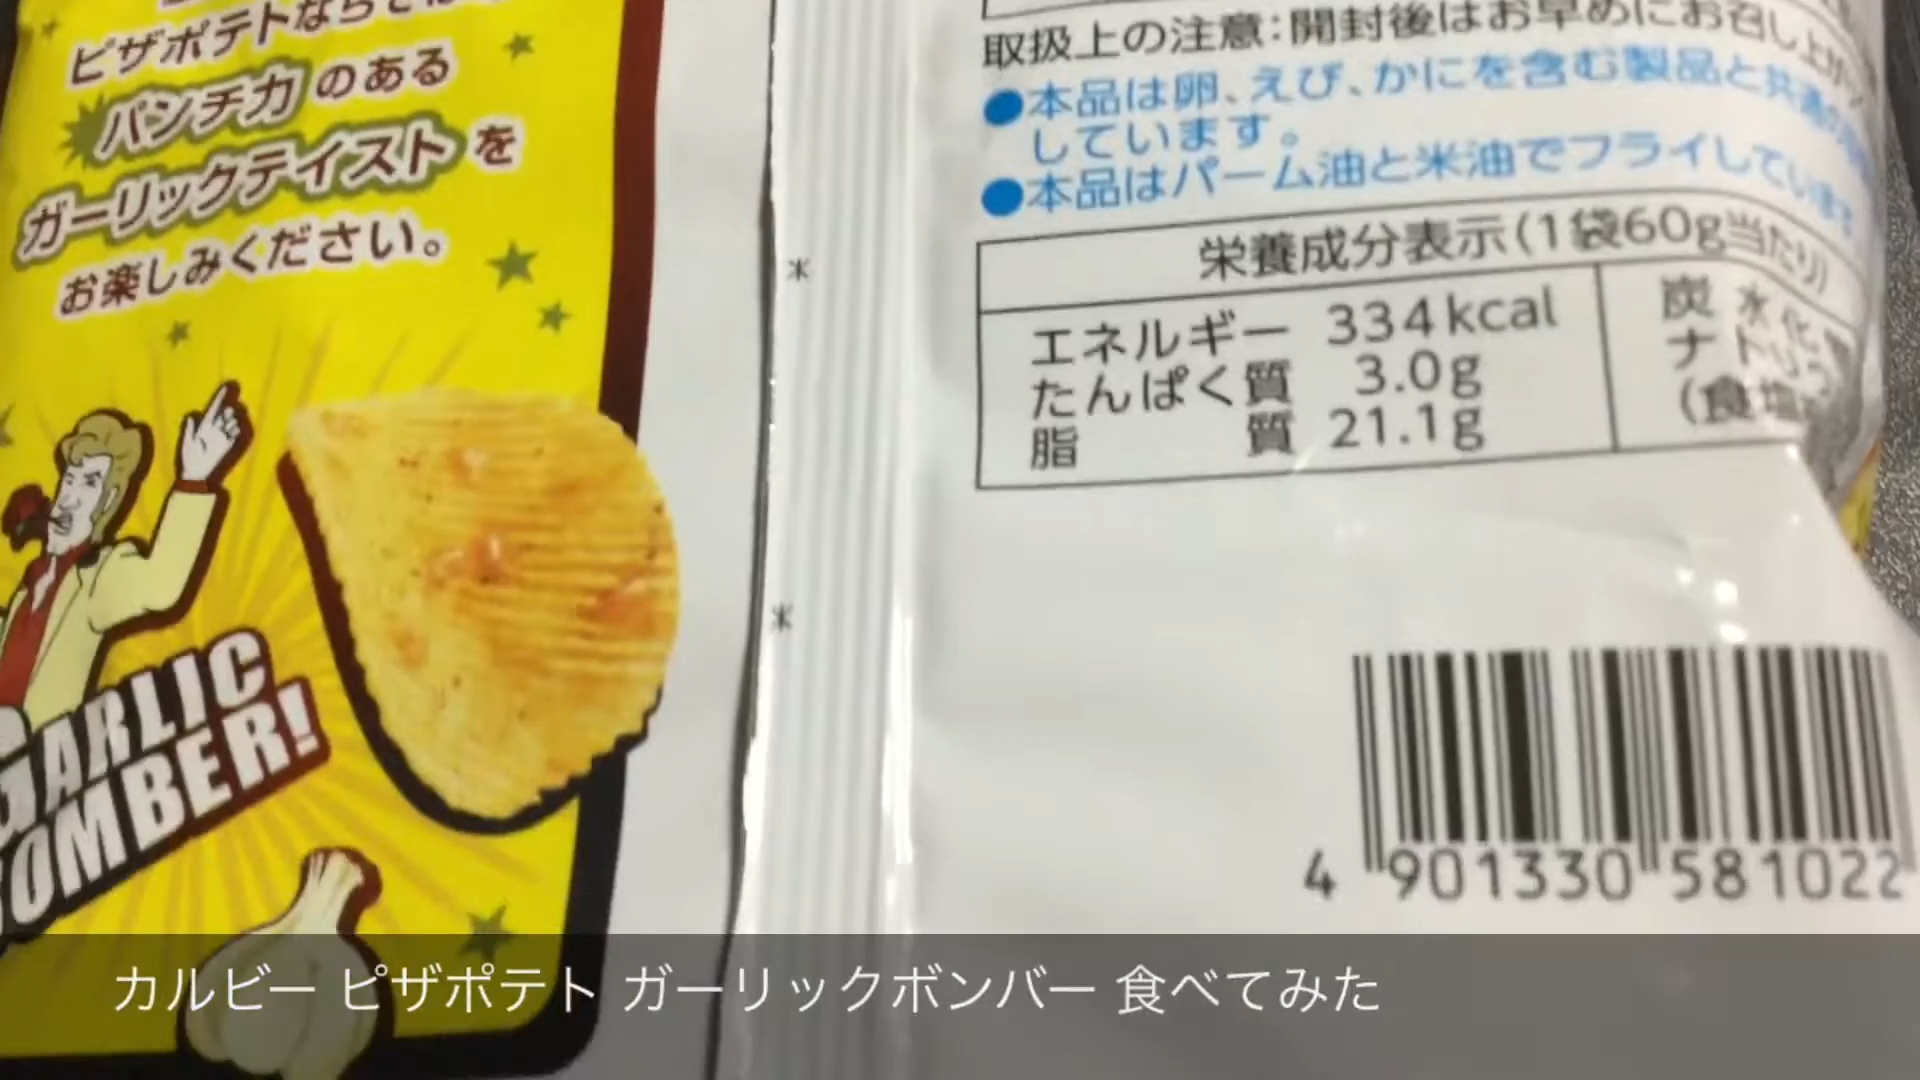 ピザポテトならでは
パンチ力のある
ガーリックテイストを
お楽しみください。
GARLIC
BOMBER!
取扱上の注意:開封後はお早めにお召し上が
●本品は卵、えび、かにを含む製品と共通の
しています。
●本品はパーム油と米油でフライしています
栄養成分表示(1袋60g当たり)
エネルギー 334kcal
たんぱく質 3.0g
脂質 21.1g
炭水化
ナトリウ
(食塩
4 901330 581022
カルビー ピザポテト ガーリックボンバー 食べてみた